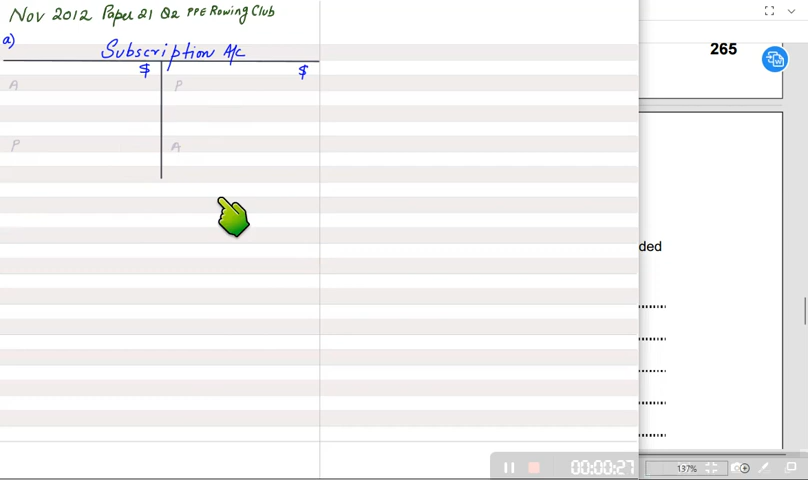 Nov 2012 Paper 21 Q2 PPE Rowing Club
a)
Subscription A/c
$ $
A P
P A
265
ded
.........
.........
.........
.........
.........
00:00:27
137%